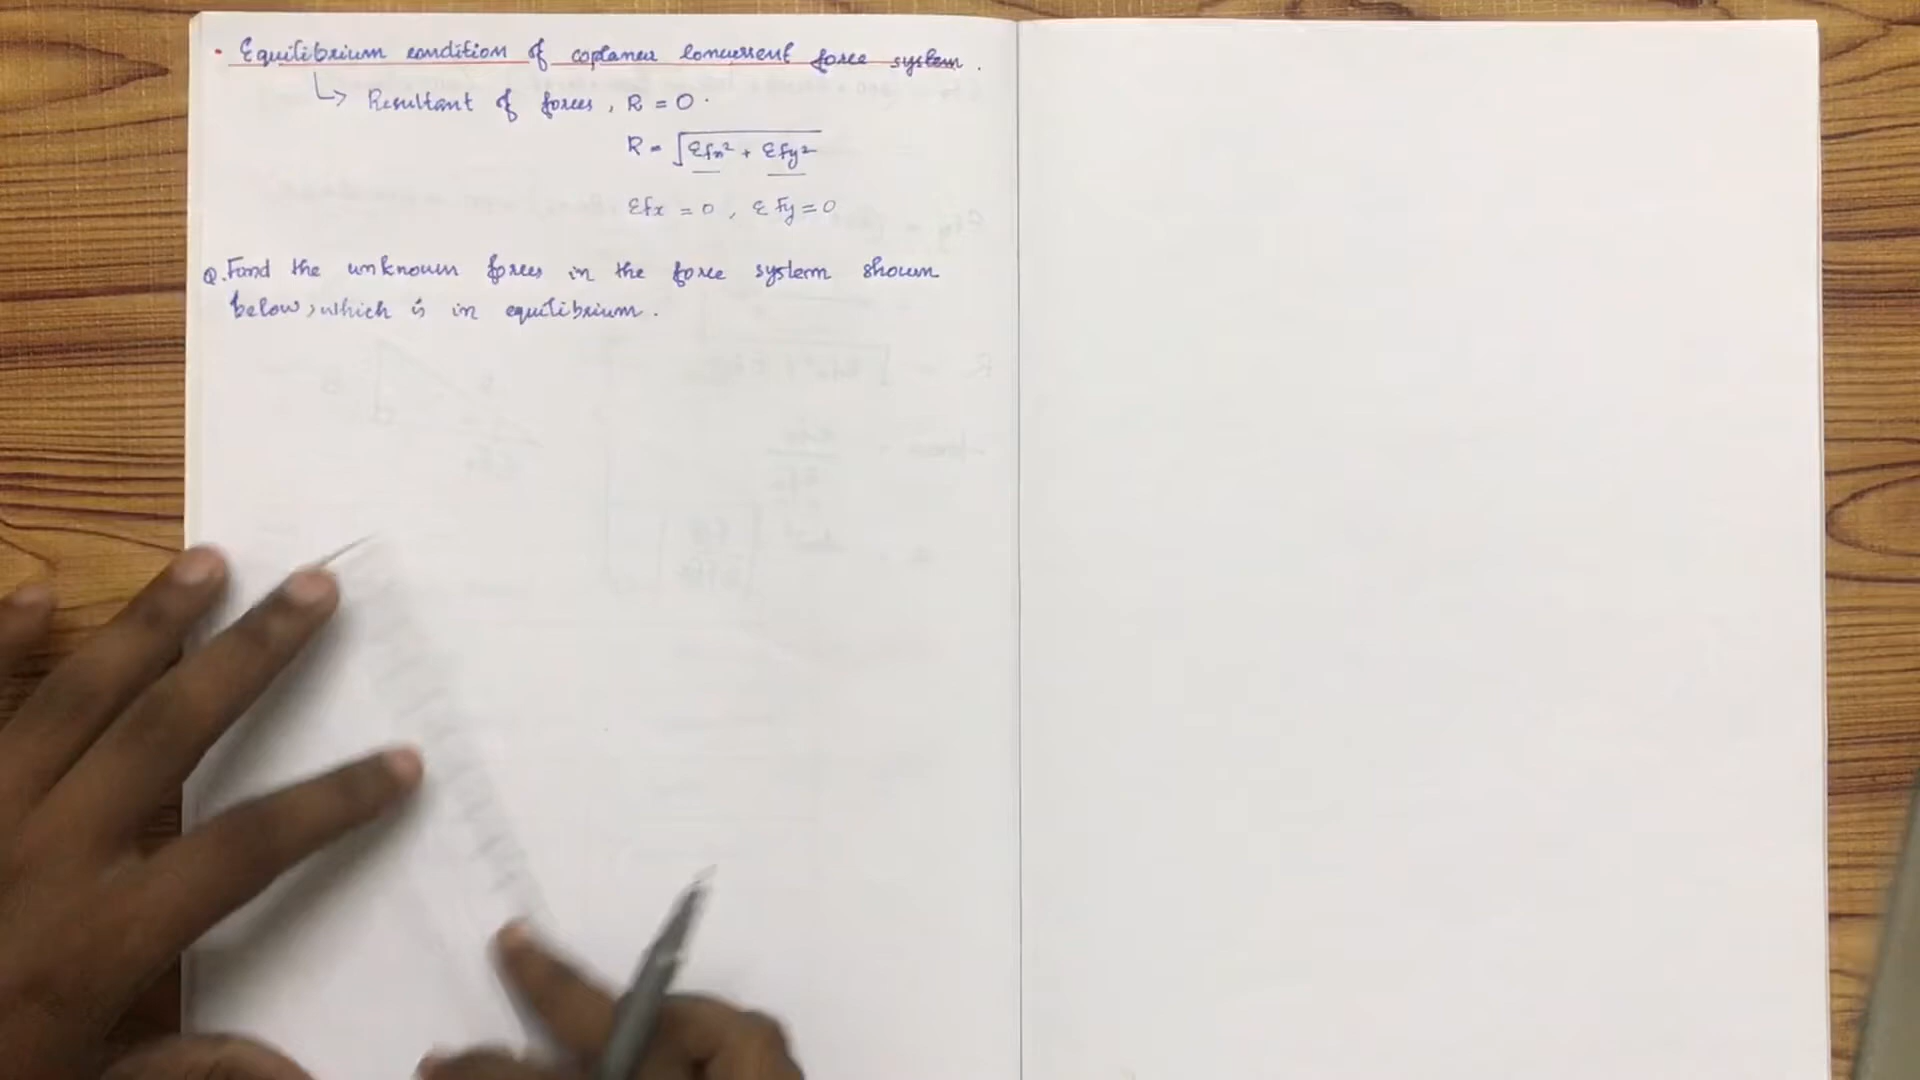 • Equilibrium condition of coplanar concurrent force system.
↳ Resultant of forces, R = 0.
R = √Σfx² + Σfy²
Σfx = 0, Σfy = 0
Q. Find the unknown forces in the force system shown
below, which is in equilibrium.